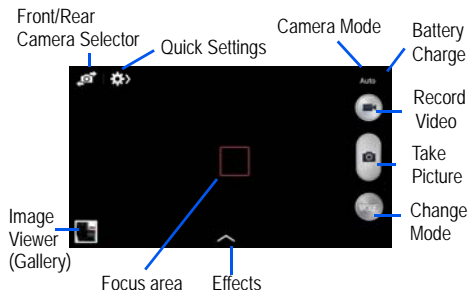 Front/Rear
Camera Selector
Quick Settings
Camera Mode
Battery
Charge
Auto
Record
Video
Take
Picture
MODE
Change
Mode
Image
Viewer
(Gallery)
Focus area
Effects